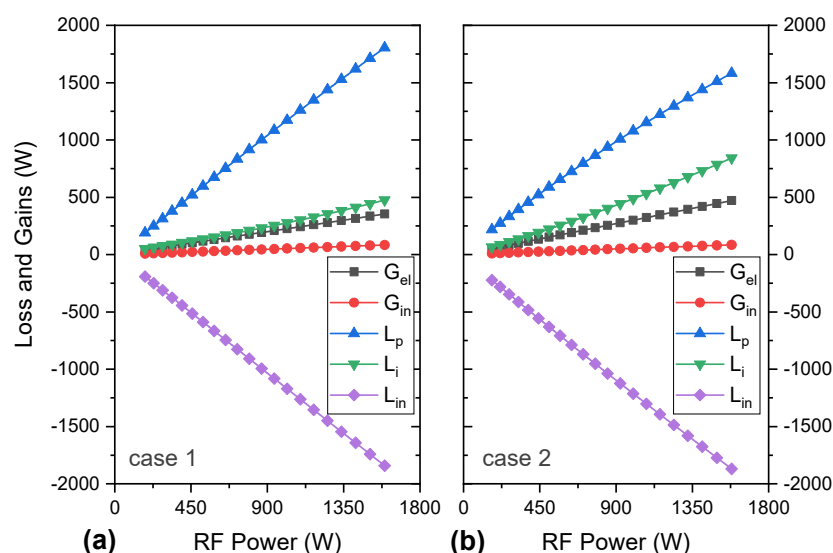 Loss and Gains (W)
2000
1500
1000
500
0
-500
-1000
-1500
-2000
G_el
G_in
L_p
L_i
L_in
case 1
0 450 900 1350 1800
(a) RF Power (W)
2000
1500
1000
500
0
-500
-1000
-1500
-2000
G_el
G_in
L_p
L_i
L_in
case 2
0 450 900 1350 1800
(b) RF Power (W)